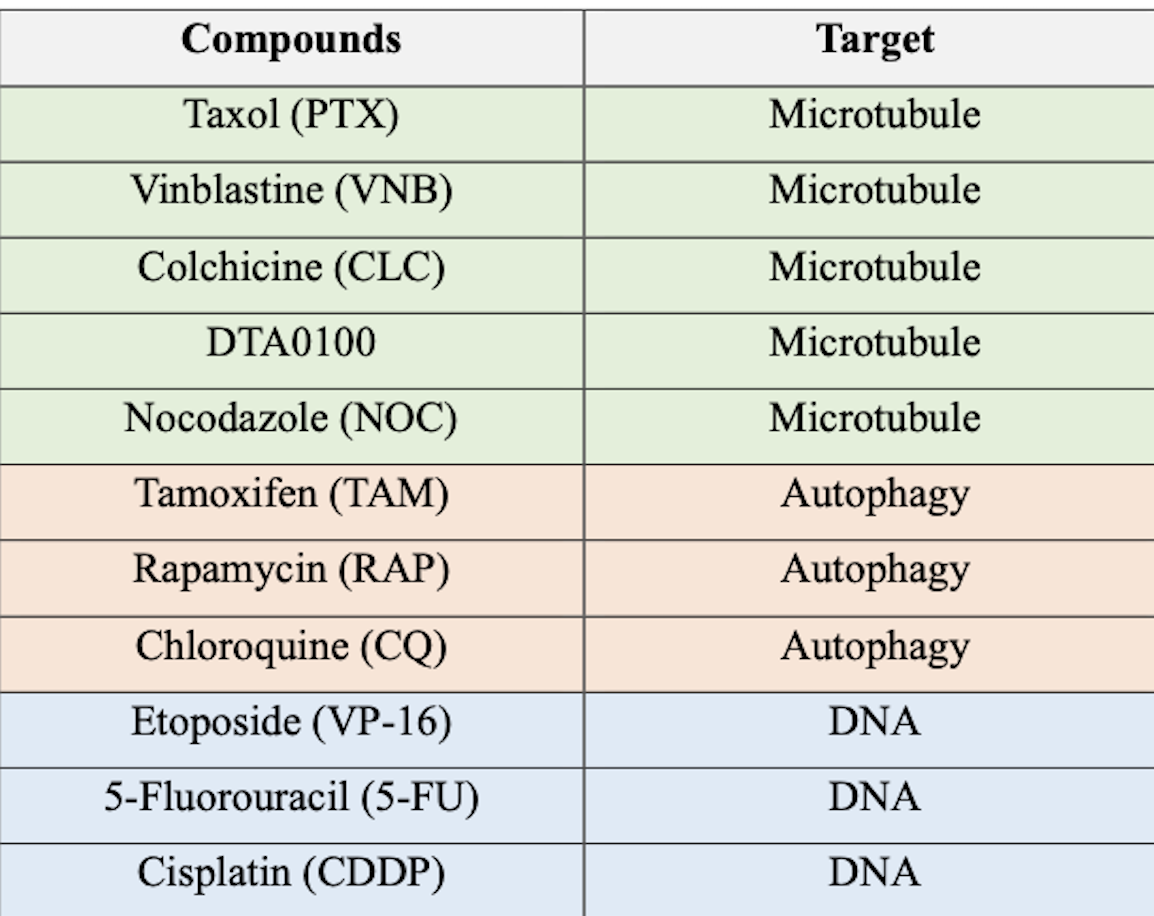 Compounds Target
Taxol (PTX) Microtubule
Vinblastine (VNB) Microtubule
Colchicine (CLC) Microtubule
DTA0100 Microtubule
Nocodazole (NOC) Microtubule
Tamoxifen (TAM) Autophagy
Rapamycin (RAP) Autophagy
Chloroquine (CQ) Autophagy
Etoposide (VP-16) DNA
5-Fluorouracil (5-FU) DNA
Cisplatin (CDDP) DNA